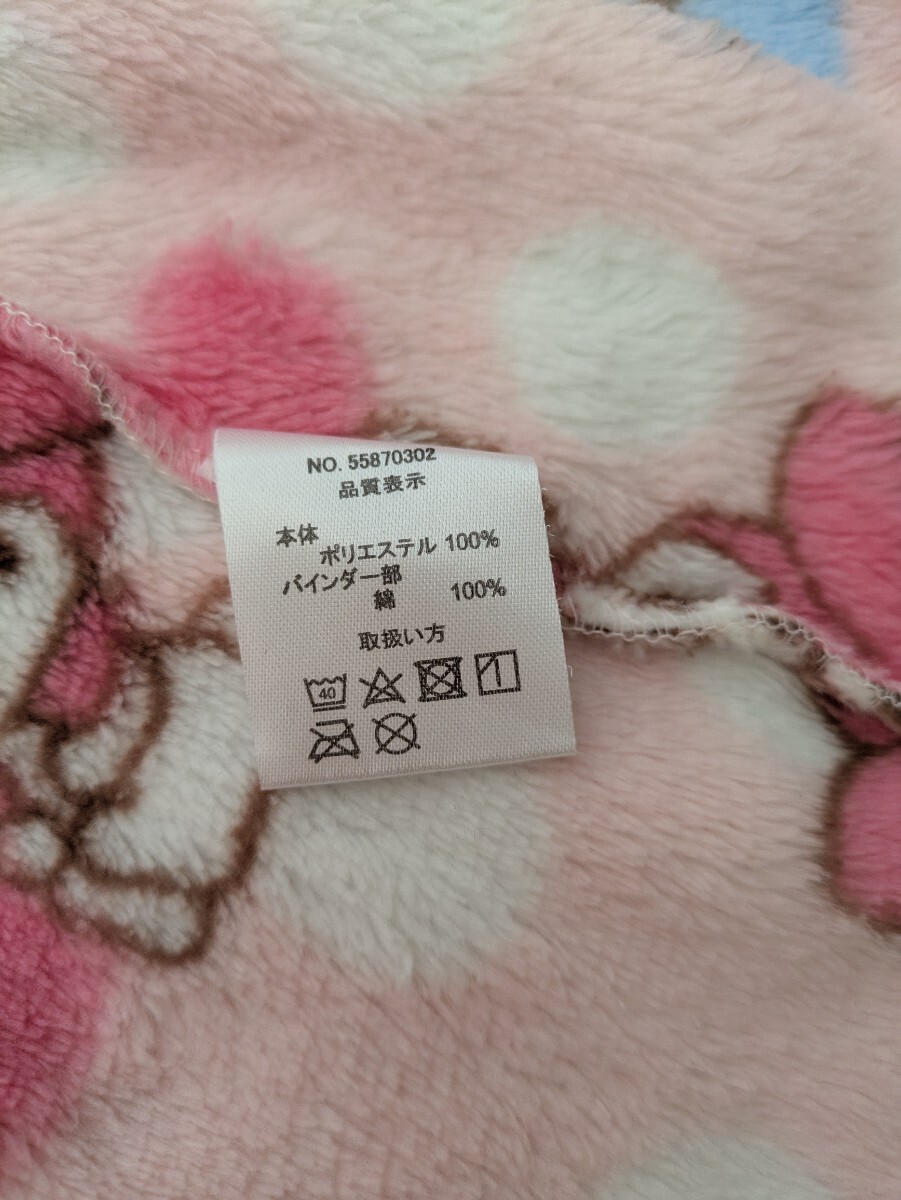 NO. 55870302
品質表示
本体
ポリエステル 100%
バインダー部
綿 100%
取扱い方
40